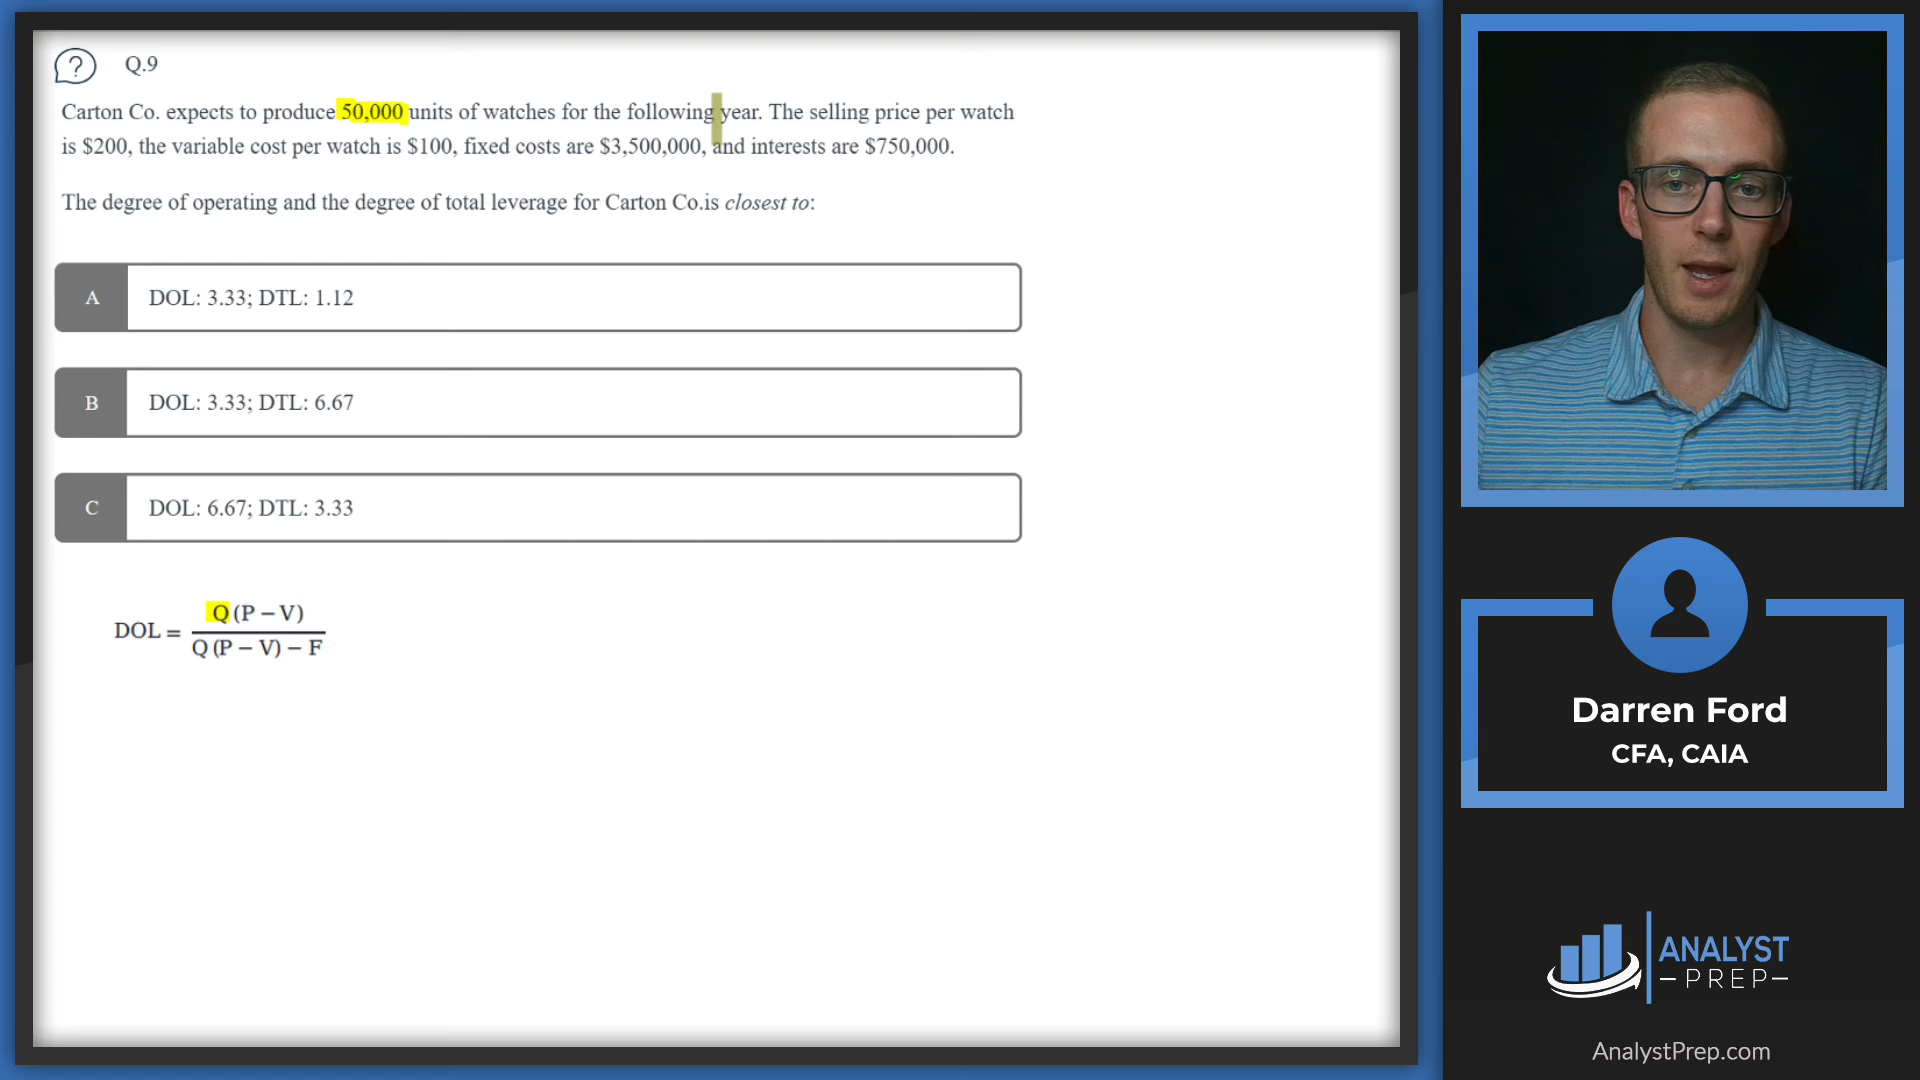 Q.9
Carton Co. expects to produce 50,000 units of watches for the following year. The selling price per watch
is $200, the variable cost per watch is $100, fixed costs are $3,500,000, and interests are $750,000.
The degree of operating and the degree of total leverage for Carton Co.is closest to:
A DOL: 3.33; DTL: 1.12
B DOL: 3.33; DTL: 6.67
C DOL: 6.67; DTL: 3.33
Q (P – V)
DOL =
Q (P – V) – F
Darren Ford
CFA, CAIA
ANALYST
PREP
AnalystPrep.com